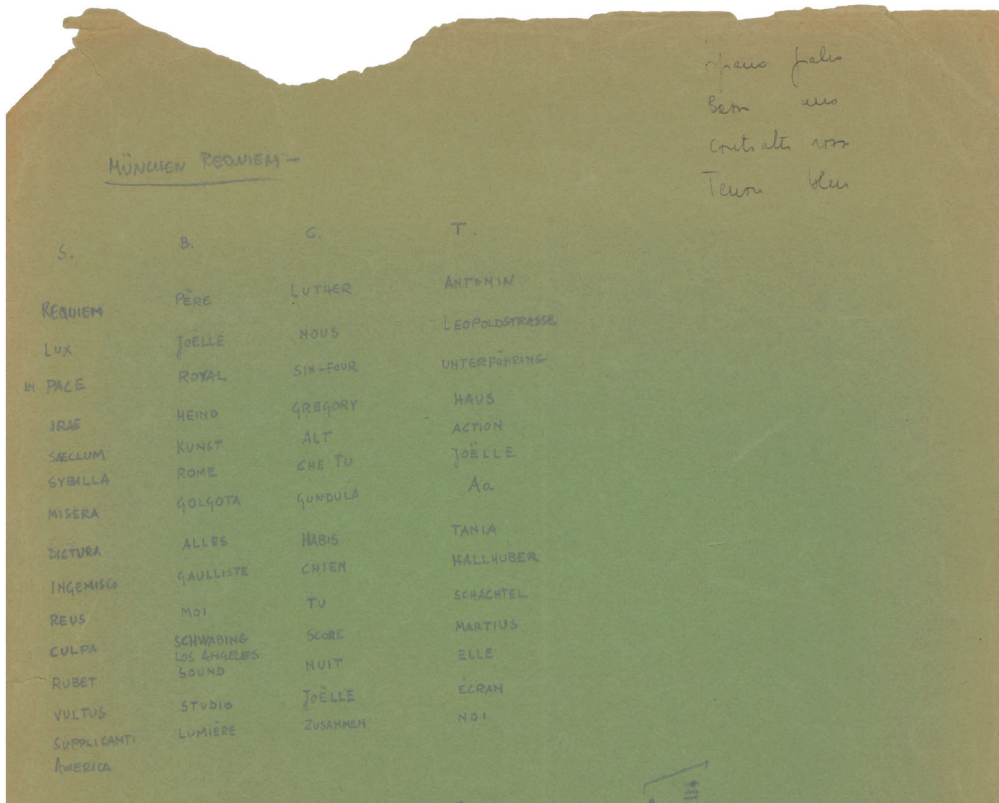 Bass
Contralto
Tenore bleu
MÜNCHEN REQUIEM –
S. B. C. T.
REQUIEM PÈRE LUTHER ANTONIN
LUX JOËLLE NOUS LEOPOLDSTRASSE
IN PACE ROYAL SIX-FOUR UNTERFÖHRING
IRAE HEINO GREGORY HAUS
SAECLUM KUNST ALT ACTION
SYBILLA ROME CHE TU JOËLLE
MISERA GOLGOTA GUNDULA Aa
DICTURA ALLES HABIS TANIA
INGEMISCO GAULLISTE CHIEN HALLHUBER
REUS MOI TU SCHACHTEL
CULPA SCHWABING SCORE MARTIUS
RUBET LOS ANGELES SOUND NUIT ELLE
VULTUS STUDIO JOËLLE ÉCRAN
SUPPLICANTI LUMIÈRE ZUSAMMEN NOI
AMERICA